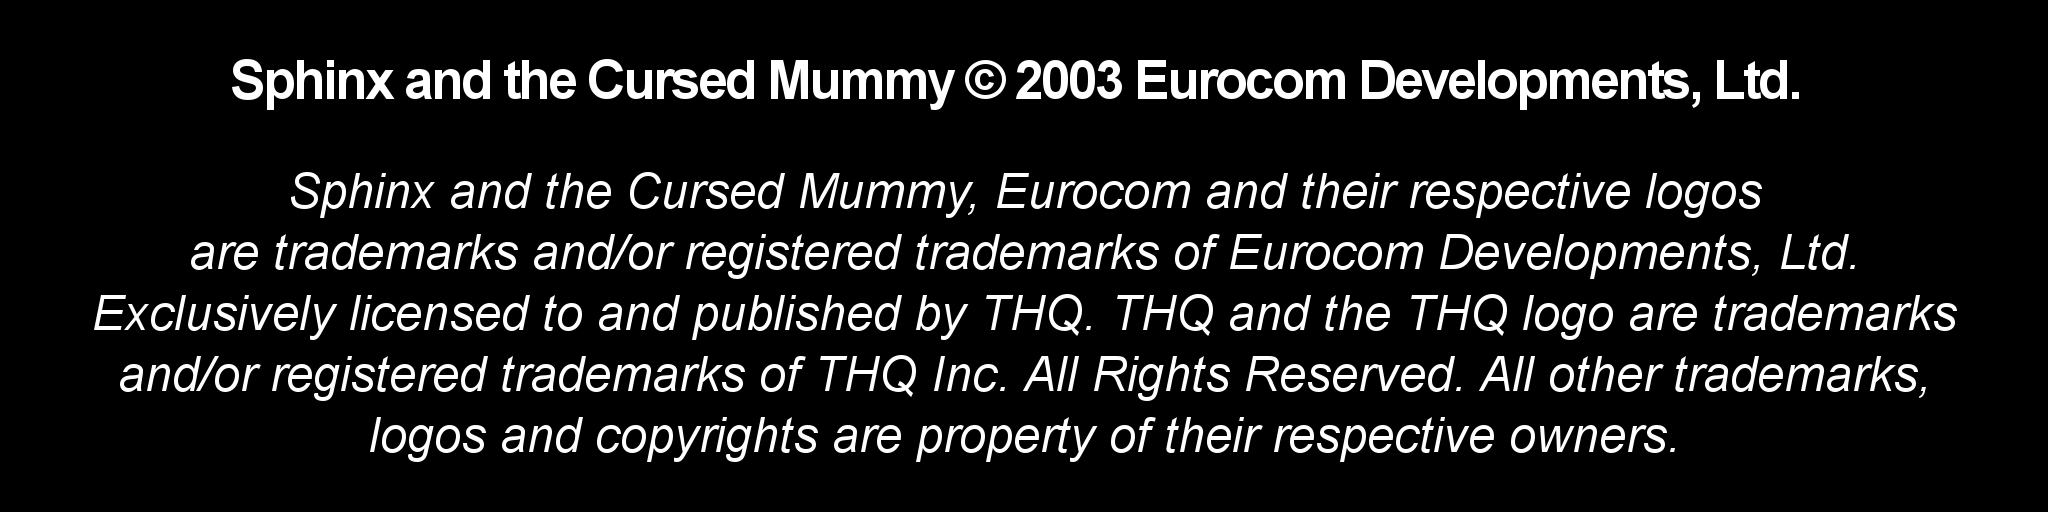 Sphinx and the Cursed Mummy © 2003 Eurocom Developments, Ltd.
Sphinx and the Cursed Mummy, Eurocom and their respective logos
are trademarks and/or registered trademarks of Eurocom Developments, Ltd.
Exclusively licensed to and published by THQ. THQ and the THQ logo are trademarks
and/or registered trademarks of THQ Inc. All Rights Reserved. All other trademarks,
logos and copyrights are property of their respective owners.